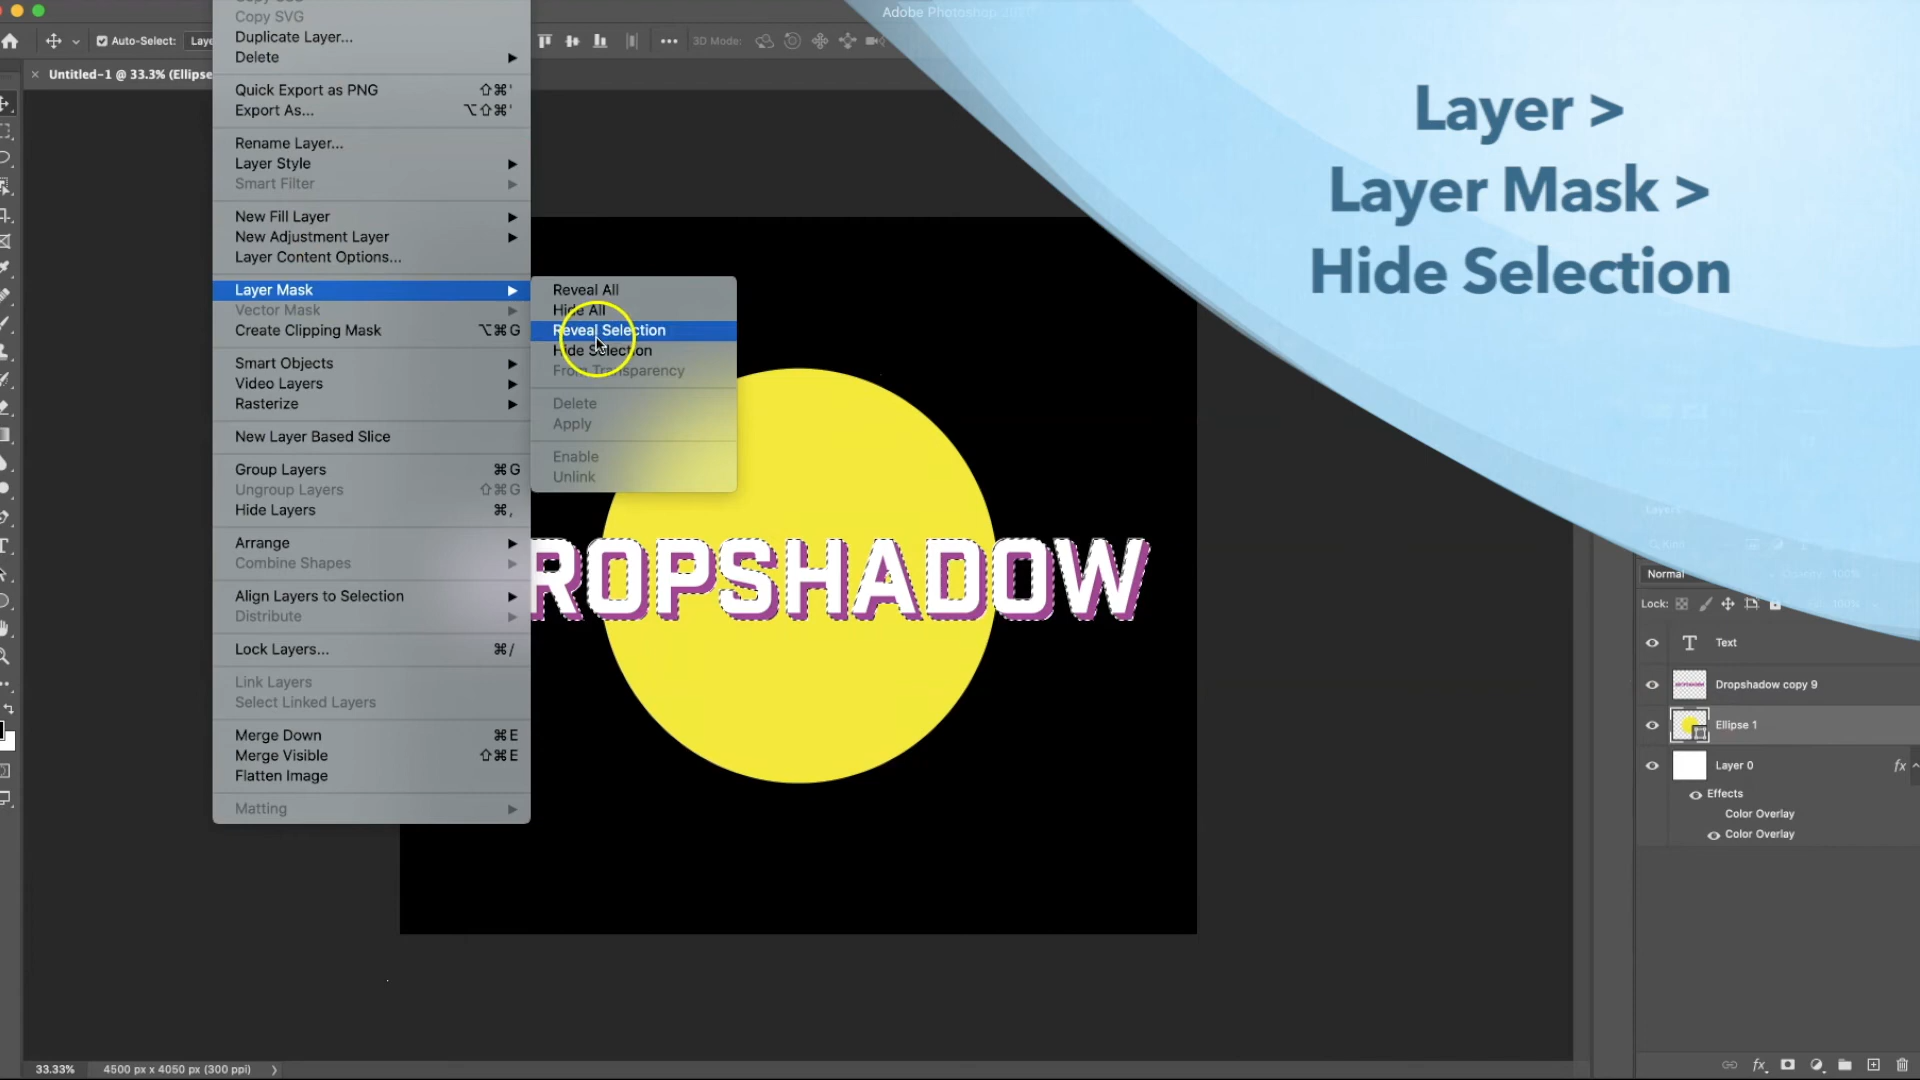 Copy SVG
Adobe Photoshop
Duplicate Layer...
Auto-Select:
3D Mode:
Delete
Untitled-1 @ 33.3% (Ellipse
Quick Export as PNG ⇧⌘'
Export As... ⌥⇧⌘'
Layer >
Layer Mask >
Hide Selection
Rename Layer...
Layer Style
Smart Filter
New Fill Layer
New Adjustment Layer
Layer Content Options...
Layer Mask
Vector Mask
Create Clipping Mask ⌥⌘G
Smart Objects
Video Layers
Rasterize
New Layer Based Slice
Group Layers ⌘G
Ungroup Layers ⇧⌘G
Hide Layers ⌘,
Arrange
Combine Shapes
Align Layers to Selection
Distribute
Lock Layers... ⌘/
Link Layers
Select Linked Layers
Merge Down ⌘E
Merge Visible ⇧⌘E
Flatten Image
Matting
Reveal All
Hide All
Reveal Selection
Hide Selection
From Transparency
Delete
Apply
Enable
Unlink
ROPSHADOW
Layers
Normal
Lock:
Text
Dropshadow copy 9
Ellipse 1
Layer 0 fx
Effects
Color Overlay
Color Overlay
33.33% 4500 px x 4050 px (300 ppi)
fx